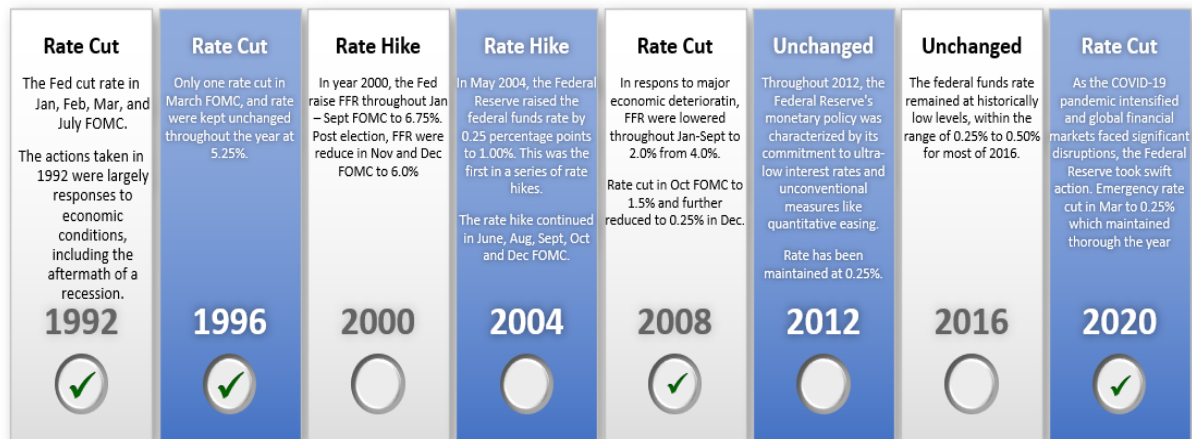 Rate Cut
The Fed cut rate in
Jan, Feb, Mar, and
July FOMC.
The actions taken in
1992 were largely
responses to
economic
conditions,
including the
aftermath of a
recession.
1992
Rate Cut
Only one rate cut in
March FOMC, and rate
were kept unchanged
throughout the year at
5.25%.
1996
Rate Hike
In year 2000, the Fed
raise FFR throughout Jan
– Sept FOMC to 6.75%.
Post election, FFR were
reduce in Nov and Dec
FOMC to 6.0%
2000
Rate Hike
In May 2004, the Federal
Reserve raised the
federal funds rate by
0.25 percentage points
to 1.00%. This was the
first in a series of rate
hikes.
The rate hike continued
in June, Aug, Sept, Oct
and Dec FOMC.
2004
Rate Cut
In respons to major
economic deterioratin,
FFR were lowered
throughout Jan-Sept to
2.0% from 4.0%.
Rate cut in Oct FOMC to
1.5% and further
reduced to 0.25% in Dec.
2008
Unchanged
Throughout 2012, the
Federal Reserve's
monetary policy was
characterized by its
commitment to ultra-
low interest rates and
unconventional
measures like
quantitative easing.
Rate has been
maintained at 0.25%.
2012
Unchanged
The federal funds rate
remained at historically
low levels, within the
range of 0.25% to 0.50%
for most of 2016.
2016
Rate Cut
As the COVID-19
pandemic intensified
and global financial
markets faced significant
disruptions, the Federal
Reserve took swift
action. Emergency rate
cut in Mar to 0.25%
which maintained
thorough the year
2020